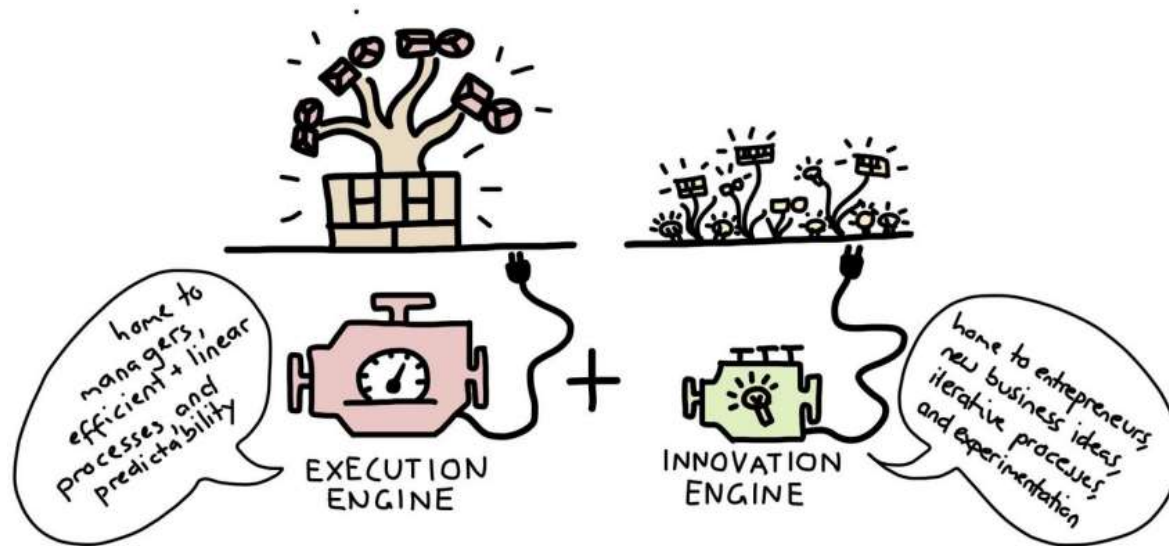 home to
managers,
efficient + linear
processes, and
predictability
EXECUTION
ENGINE
+
INNOVATION
ENGINE
home to entrepreneurs,
new business ideas,
iterative processes,
and experimentation